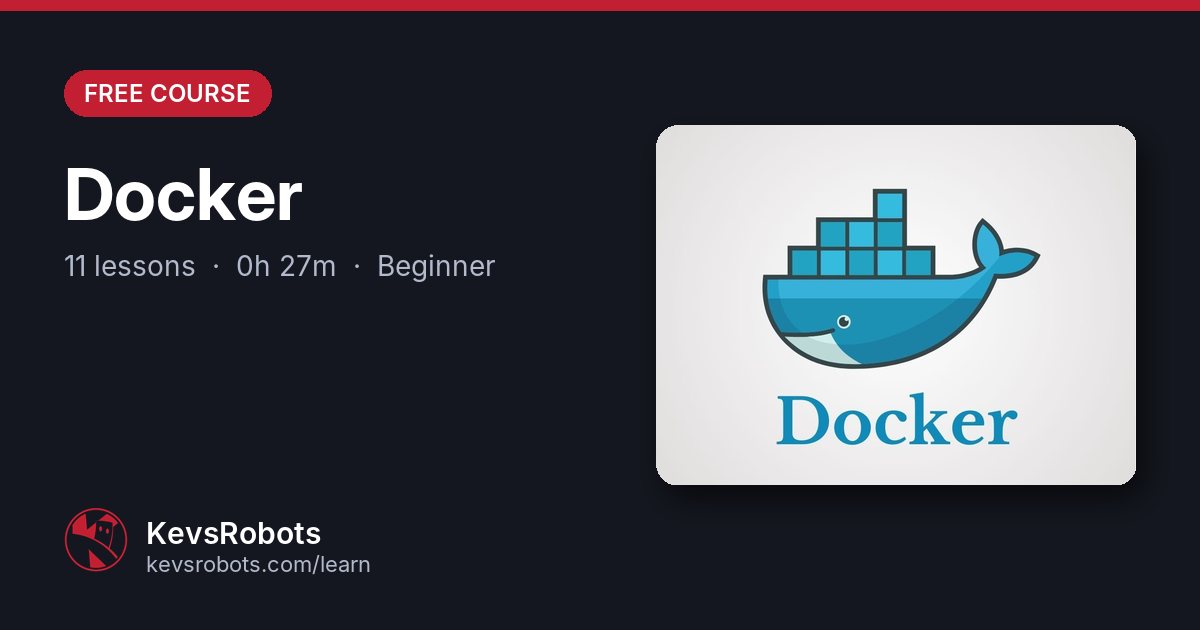 FREE COURSE
Docker
11 lessons · 0h 27m · Beginner
Docker
KevsRobots
kevsrobots.com/learn